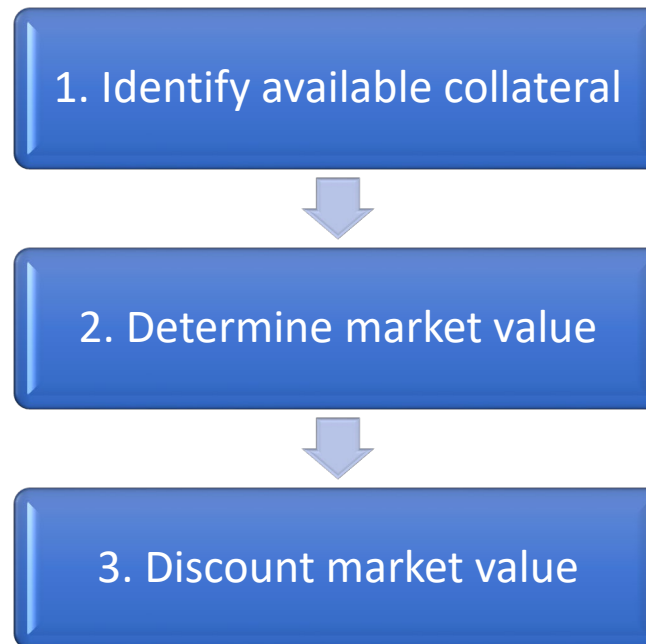 1. Identify available collateral
2. Determine market value
3. Discount market value